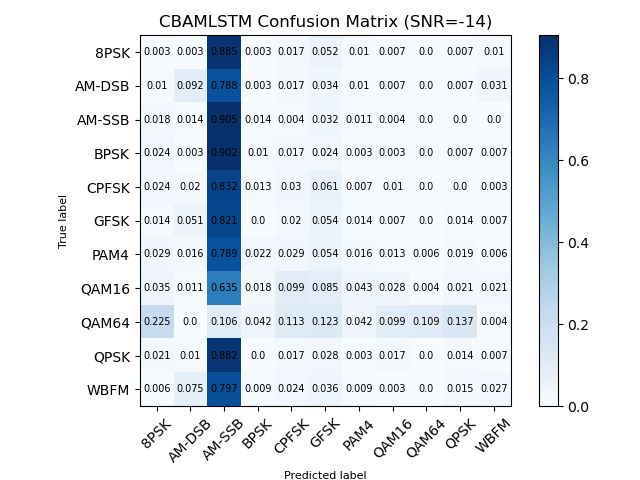 CBAMLSTM Confusion Matrix (SNR=-14)
8PSK 0.003 0.003 0.885 0.003 0.017 0.052 0.01 0.007 0.0 0.007 0.01
AM-DSB 0.01 0.092 0.788 0.003 0.017 0.034 0.01 0.007 0.0 0.007 0.031
AM-SSB 0.018 0.014 0.905 0.014 0.004 0.032 0.011 0.004 0.0 0.0 0.0
BPSK 0.024 0.003 0.902 0.01 0.017 0.024 0.003 0.003 0.0 0.007 0.007
CPFSK 0.024 0.02 0.832 0.013 0.03 0.061 0.007 0.01 0.0 0.0 0.003
GFSK 0.014 0.051 0.821 0.0 0.02 0.054 0.014 0.007 0.0 0.014 0.007
PAM4 0.029 0.016 0.789 0.022 0.029 0.054 0.016 0.013 0.006 0.019 0.006
QAM16 0.035 0.011 0.635 0.018 0.099 0.085 0.043 0.028 0.004 0.021 0.021
QAM64 0.225 0.0 0.106 0.042 0.113 0.123 0.042 0.099 0.109 0.137 0.004
QPSK 0.021 0.01 0.882 0.0 0.017 0.028 0.003 0.017 0.0 0.014 0.007
WBFM 0.006 0.075 0.797 0.009 0.024 0.036 0.009 0.003 0.0 0.015 0.027
8PSK AM-DSB AM-SSB BPSK CPFSK GFSK PAM4 QAM16 QAM64 QPSK WBFM
Predicted label
True label
0.8
0.6
0.4
0.2
0.0